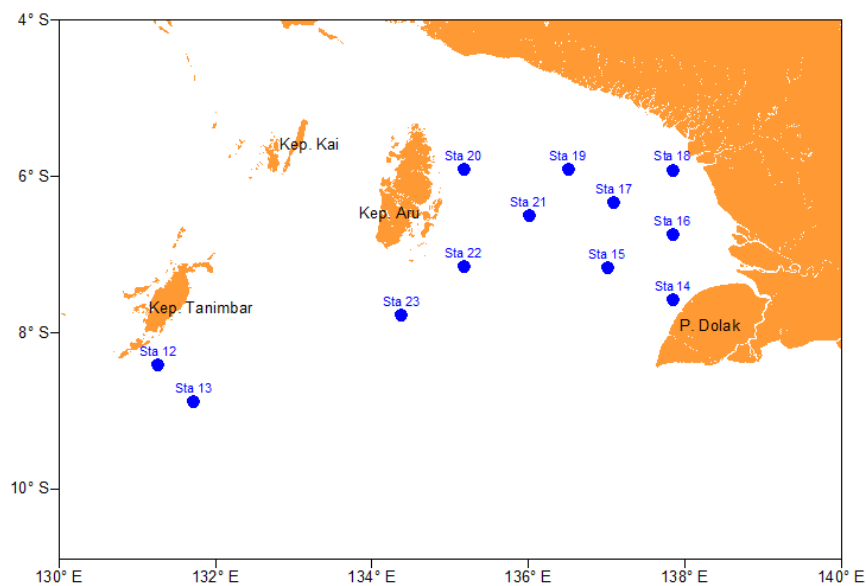 4° S
Kep. Kai
Sta 20
Sta 19
Sta 18
6° S
Sta 17
Kep. Aru
Sta 21
Sta 16
Sta 22
Sta 15
Sta 14
Kep. Tanimbar
Sta 23
P. Dolak
8° S
Sta 12
Sta 13
10° S
130° E
132° E
134° E
136° E
138° E
140° E